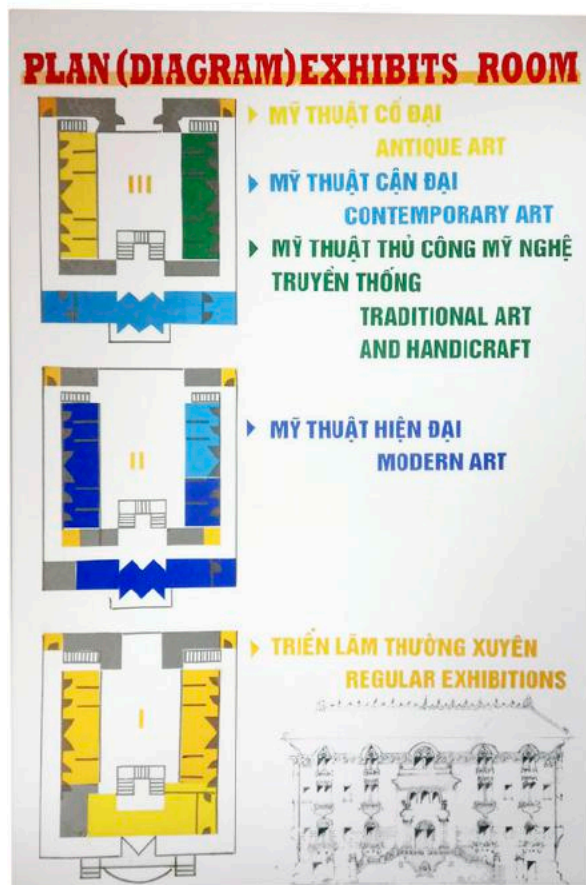 PLAN (DIAGRAM) EXHIBITS ROOM
III
MỸ THUẬT CỔ ĐẠI
ANTIQUE ART
MỸ THUẬT CẬN ĐẠI
CONTEMPORARY ART
MỸ THUẬT THỦ CÔNG MỸ NGHỆ
TRUYỀN THỐNG
TRADITIONAL ART
AND HANDICRAFT
II
MỸ THUẬT HIỆN ĐẠI
MODERN ART
I
TRIỂN LÃM THƯỜNG XUYÊN
REGULAR EXHIBITIONS